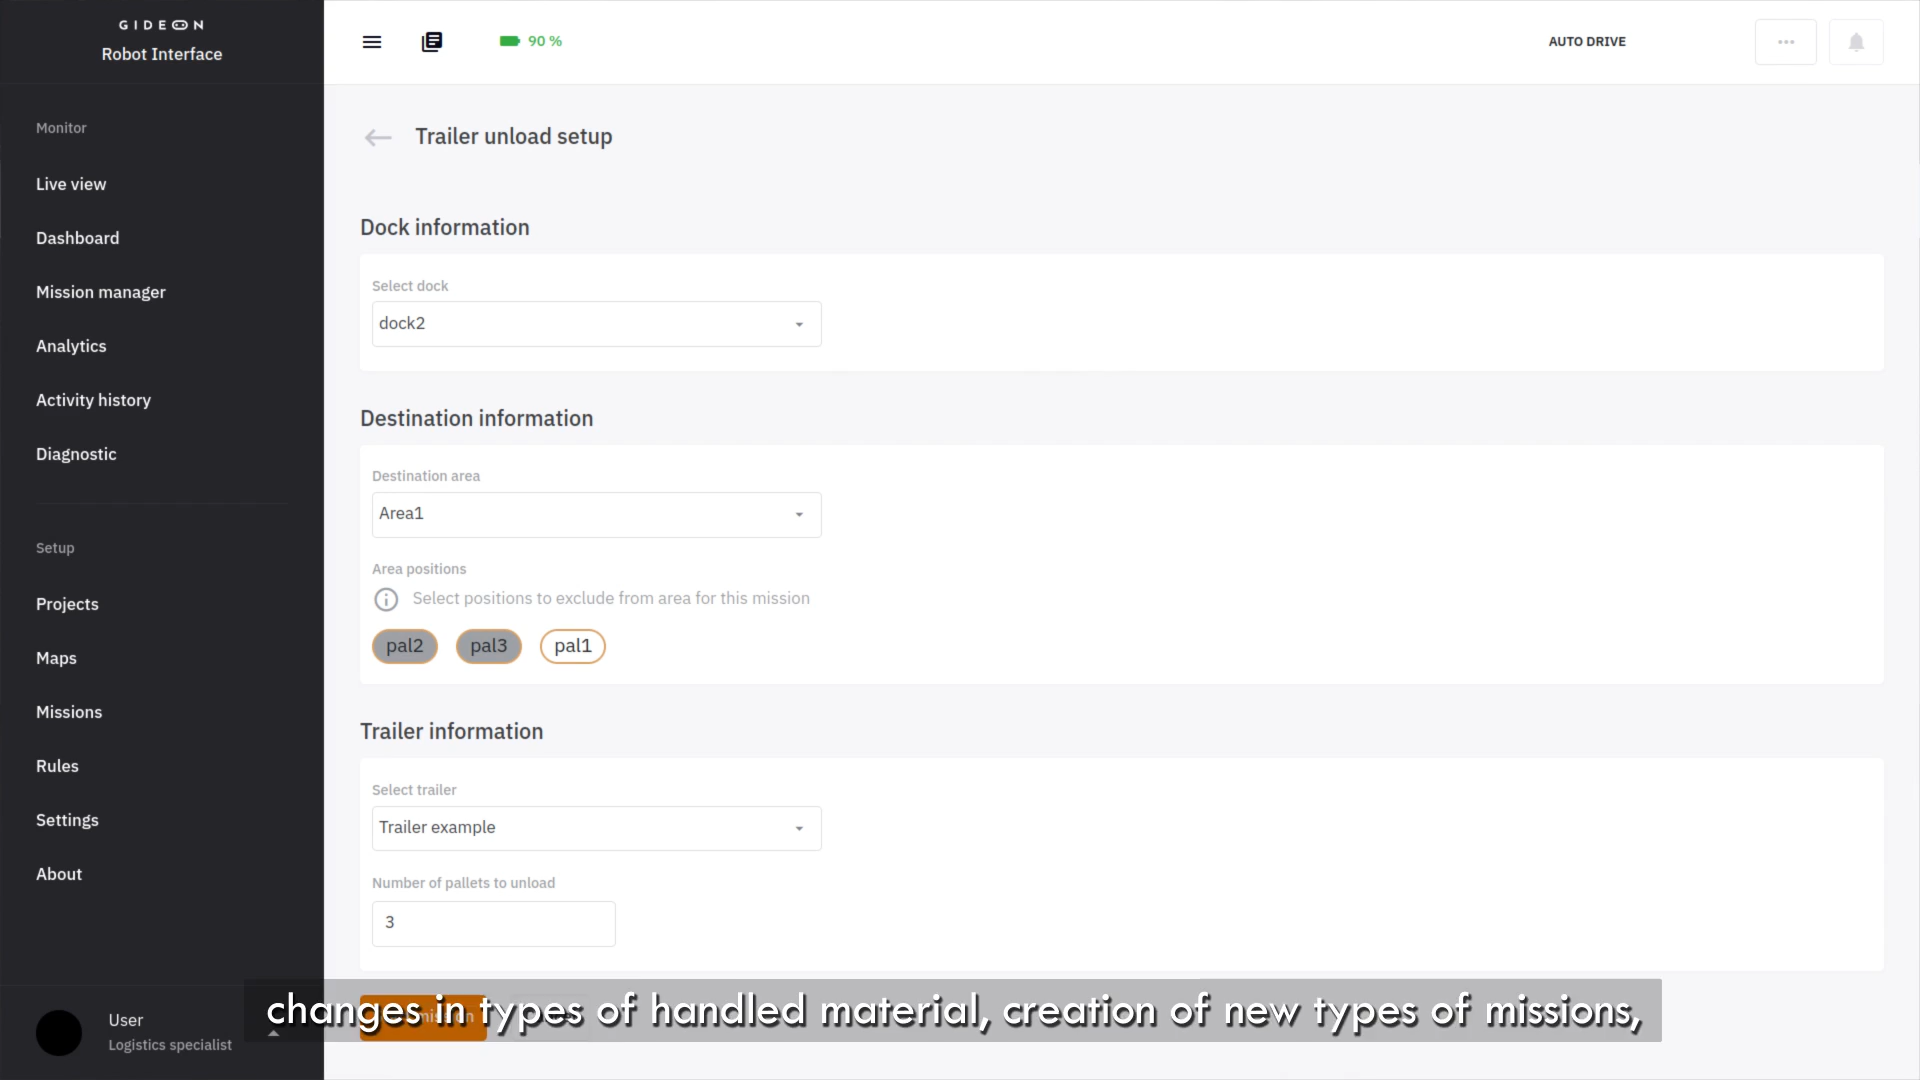 GIDEON
Robot Interface
90 %
AUTO DRIVE
Monitor
Live view
Dashboard
Mission manager
Analytics
Activity history
Diagnostic
Setup
Projects
Maps
Missions
Rules
Settings
About
User
Logistics specialist
Trailer unload setup
Dock information
Select dock
dock2
Destination information
Destination area
Area1
Area positions
Select positions to exclude from area for this mission
pal2 pal3 pal1
Trailer information
Select trailer
Trailer example
Number of pallets to unload
3
changes in types of handled material, creation of new types of missions,